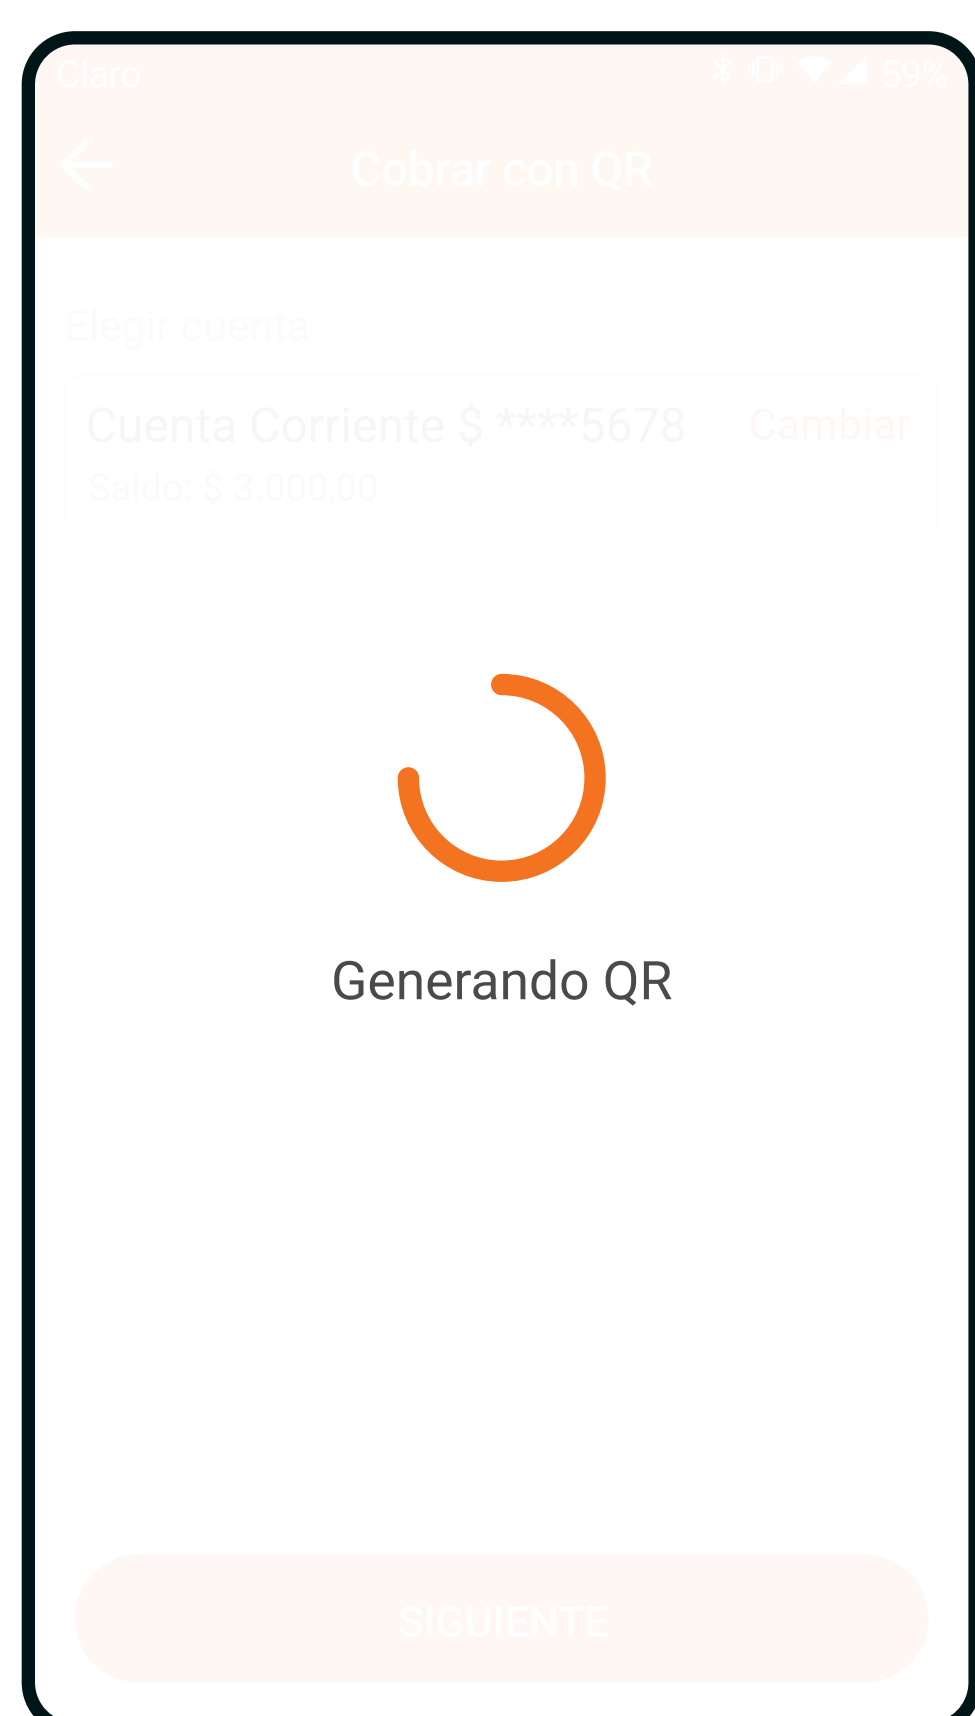 Claro 59%
Cobrar con QR
Elegir cuenta
Cuenta Corriente $ ****5678 Cambiar
Saldo: $ 3.000,00
Generando QR
SIGUIENTE